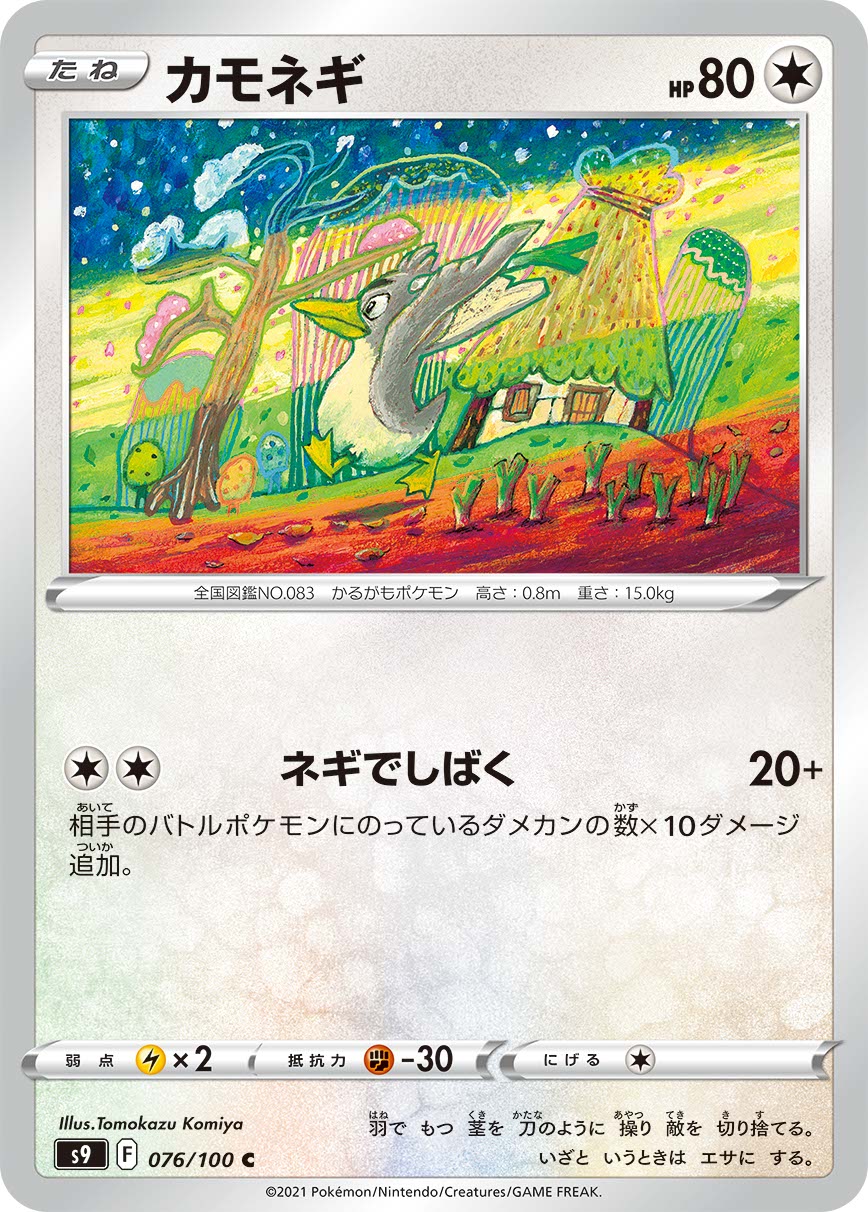 たね カモネギ HP80
全国図鑑NO.083 かるがもポケモン 高さ:0.8m 重さ:15.0kg
ネギでしばく 20+
相手のバトルポケモンにのっているダメカンの数×10ダメージ
追加。
弱点 ×2 抵抗力 -30 にげる
Illus.Tomokazu Komiya
羽で もつ 茎を 刀のように 操り 敵を 切り捨てる。
いざと いうときは エサに する。
s9 F 076/100 C
©2021 Pokémon/Nintendo/Creatures/GAME FREAK.